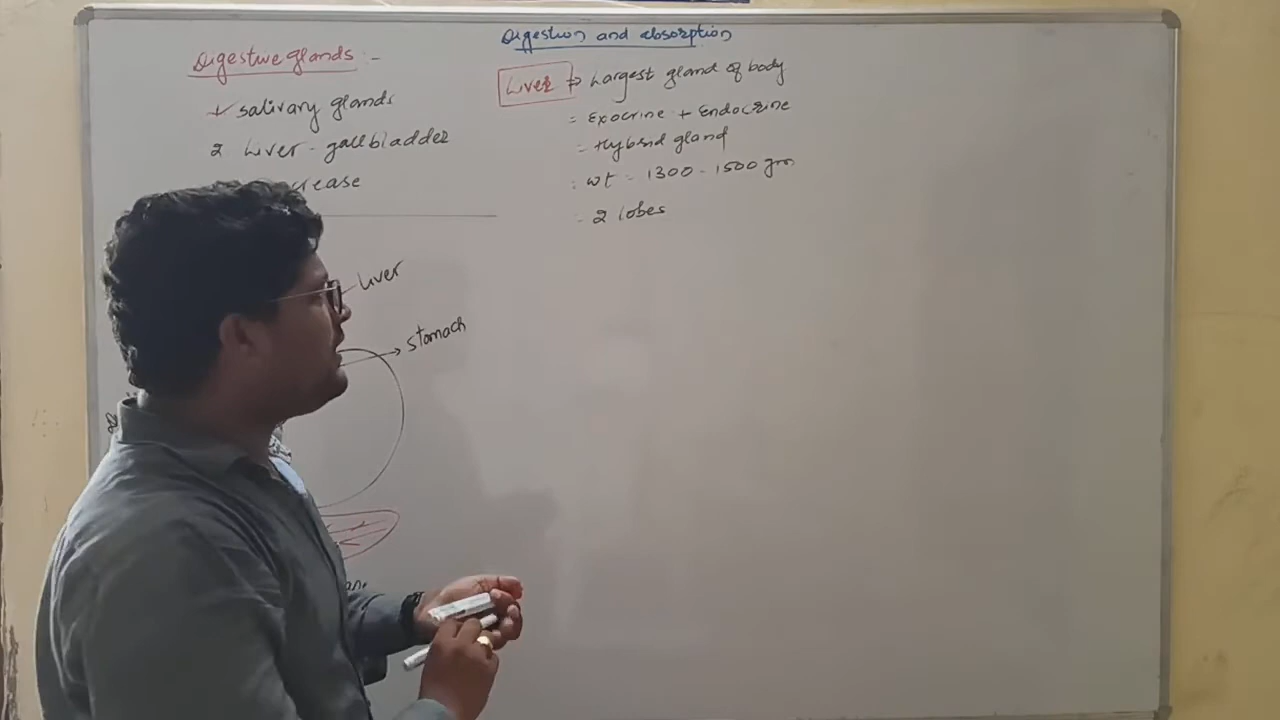 Digestion and absorption
Digestive glands -
salivary glands
2 Liver - gallbladder
Liver → Largest gland of body
= Exocrine + Endocrine
= Hybrid gland
: wt - 1300 - 1500 gm
- 2 lobes
Liver
stomach